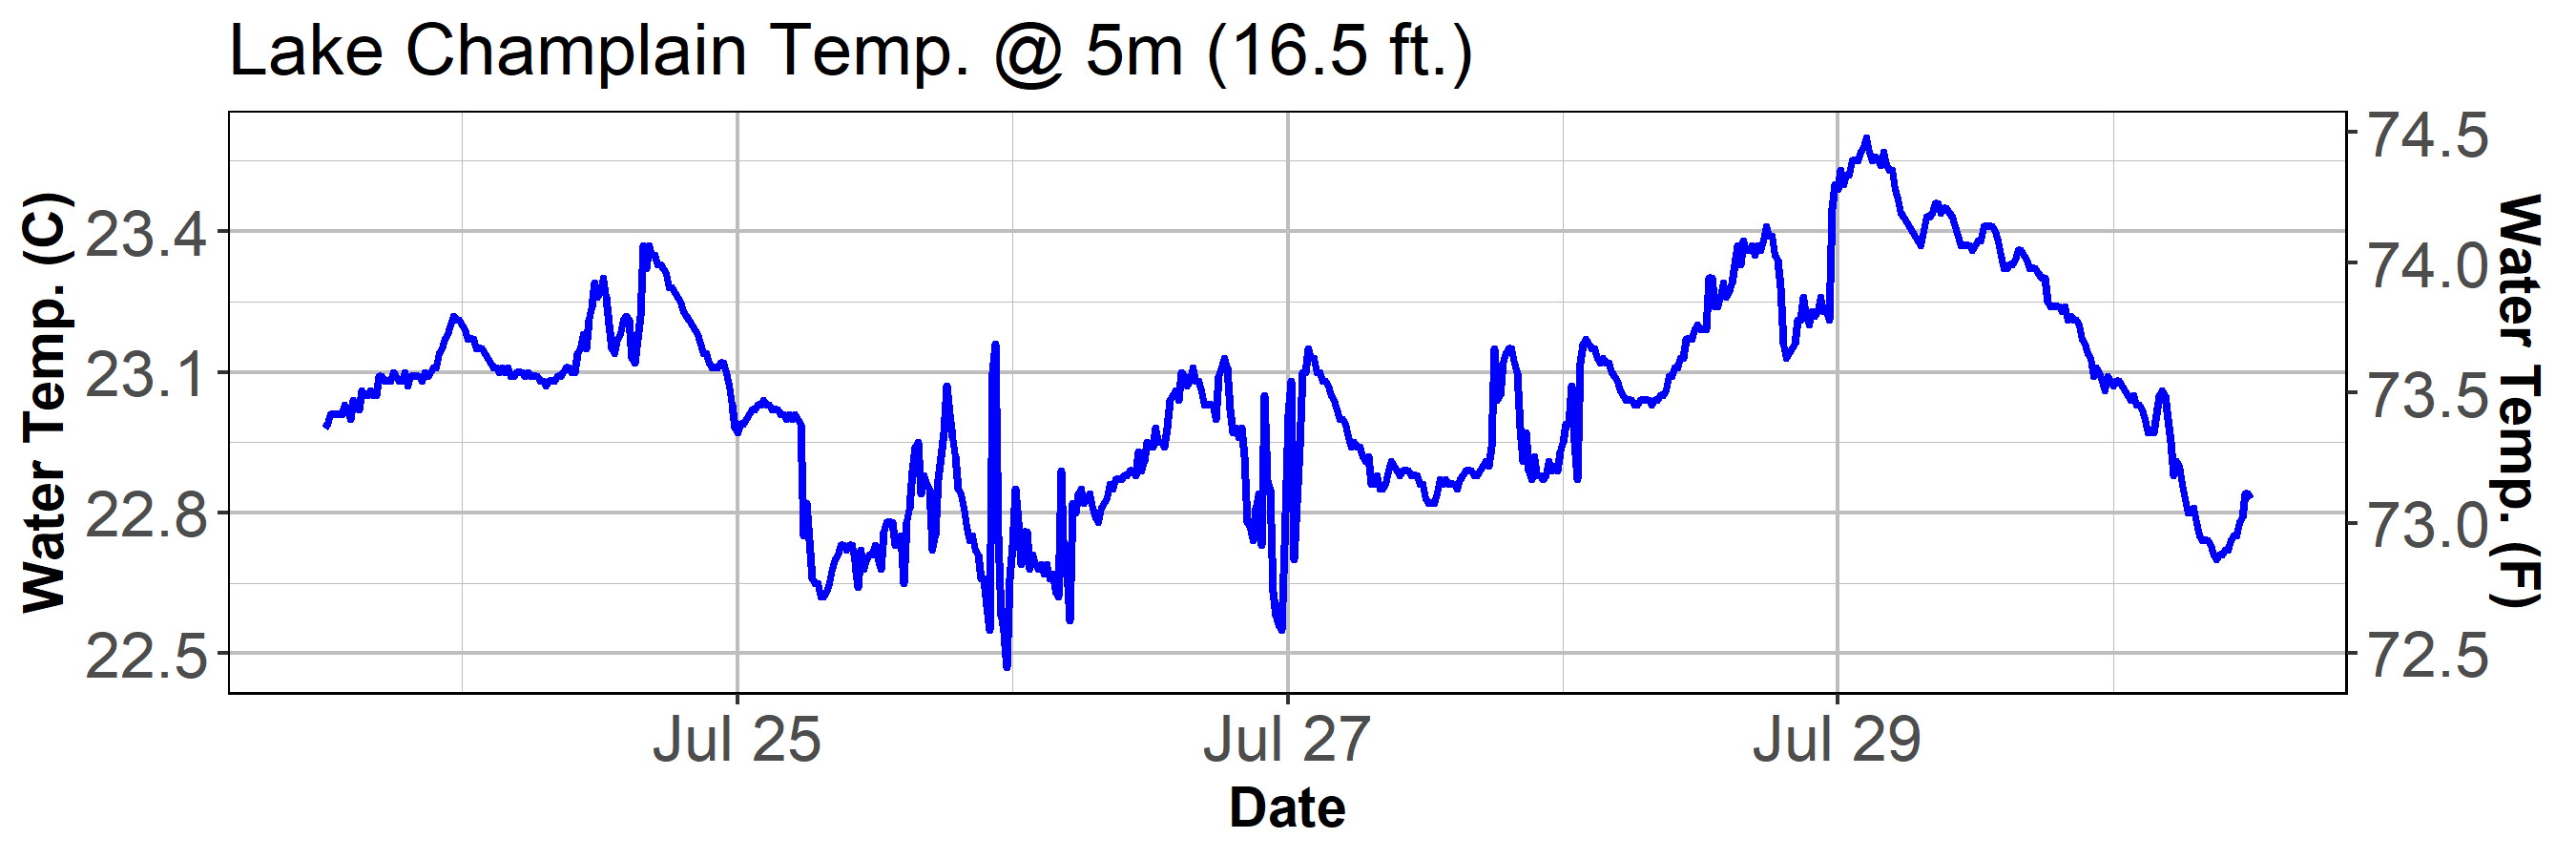 Lake Champlain Temp. @ 5m (16.5 ft.)
Water Temp. (C)
23.4
23.1
22.8
22.5
74.5
74.0
73.5
73.0
72.5
Water Temp. (F)
Jul 25
Jul 27
Jul 29
Date